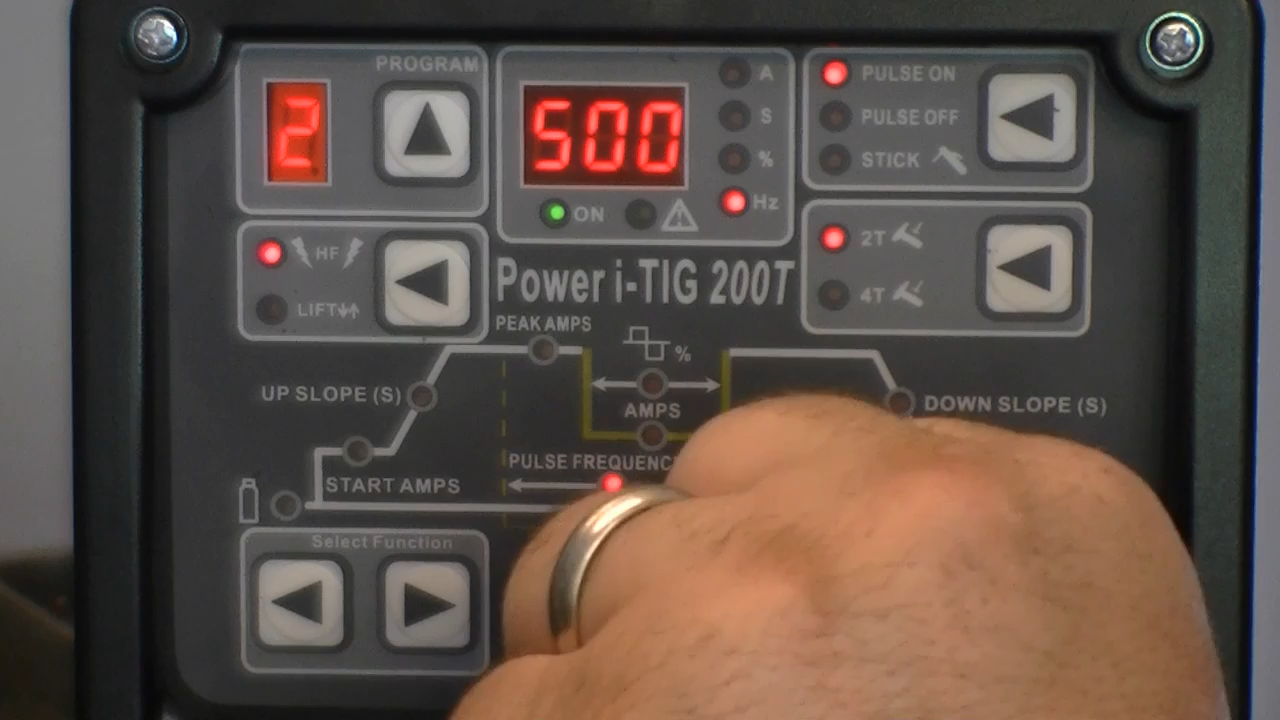 PROGRAM
2
500
A
S
%
Hz
ON
PULSE ON
PULSE OFF
STICK
HF
LIFT
2T
4T
Power i-TIG 200T
PEAK AMPS
%
UP SLOPE (S)
AMPS
DOWN SLOPE (S)
PULSE FREQUENC
START AMPS
Select Function